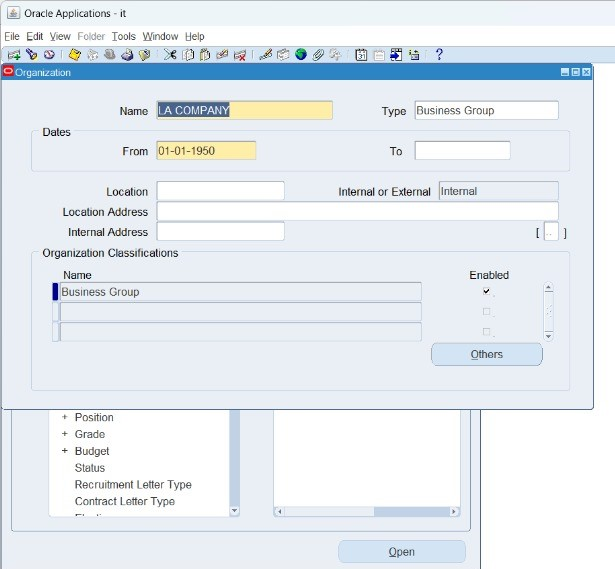 Oracle Applications - it
File Edit View Folder Tools Window Help
Organization
Name LA COMPANY Type Business Group
Dates
From 01-01-1950 To
Location Internal or External Internal
Location Address
Internal Address [ .. ]
Organization Classifications
Name Enabled
Business Group
Others
+ Position
+ Grade
+ Budget
Status
Recruitment Letter Type
Contract Letter Type
Open